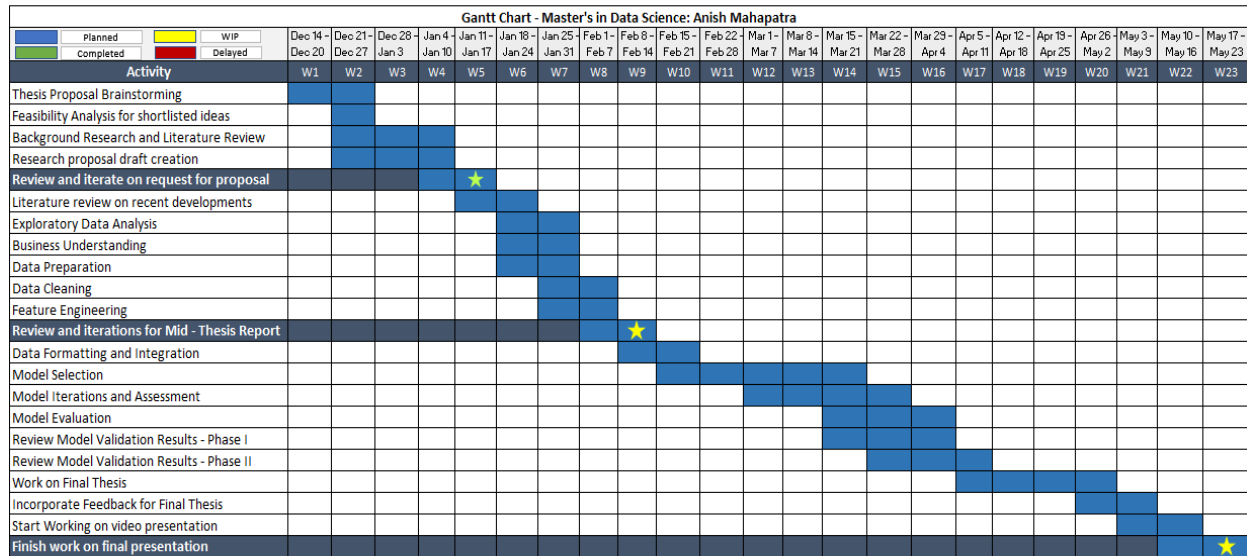 Gantt Chart - Master's in Data Science: Anish Mahapatra
Planned WIP Dec 14 - Dec 21 - Dec 28 - Jan 4 - Jan 11 - Jan 18 - Jan 25 - Feb 1 - Feb 8 - Feb 15 - Feb 22 - Mar 1 - Mar 8 - Mar 15 - Mar 22 - Mar 29 - Apr 5 - Apr 12 - Apr 19 - Apr 26 - May 3 - May 10 - May 17 -
Completed Delayed Dec 20 Dec 27 Jan 3 Jan 10 Jan 17 Jan 24 Jan 31 Feb 7 Feb 14 Feb 21 Feb 28 Mar 7 Mar 14 Mar 21 Mar 28 Apr 4 Apr 11 Apr 18 Apr 25 May 2 May 9 May 16 May 23
Activity W1 W2 W3 W4 W5 W6 W7 W8 W9 W10 W11 W12 W13 W14 W15 W16 W17 W18 W19 W20 W21 W22 W23
Thesis Proposal Brainstorming
Feasibility Analysis for shortlisted ideas
Background Research and Literature Review
Research proposal draft creation
Review and iterate on request for proposal
Literature review on recent developments
Exploratory Data Analysis
Business Understanding
Data Preparation
Data Cleaning
Feature Engineering
Review and iterations for Mid - Thesis Report
Data Formatting and Integration
Model Selection
Model Iterations and Assessment
Model Evaluation
Review Model Validation Results - Phase I
Review Model Validation Results - Phase II
Work on Final Thesis
Incorporate Feedback for Final Thesis
Start Working on video presentation
Finish work on final presentation